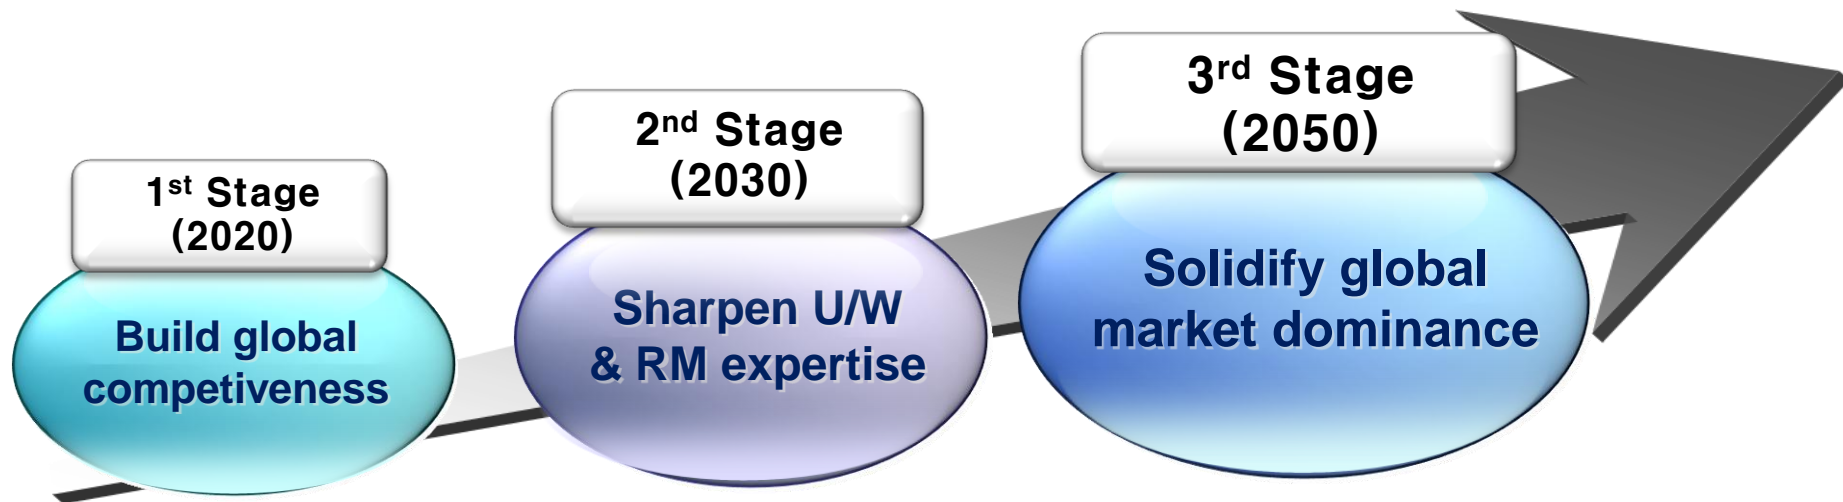 1st Stage
(2020)
Build global
competiveness
2nd Stage
(2030)
Sharpen U/W
& RM expertise
3rd Stage
(2050)
Solidify global
market dominance